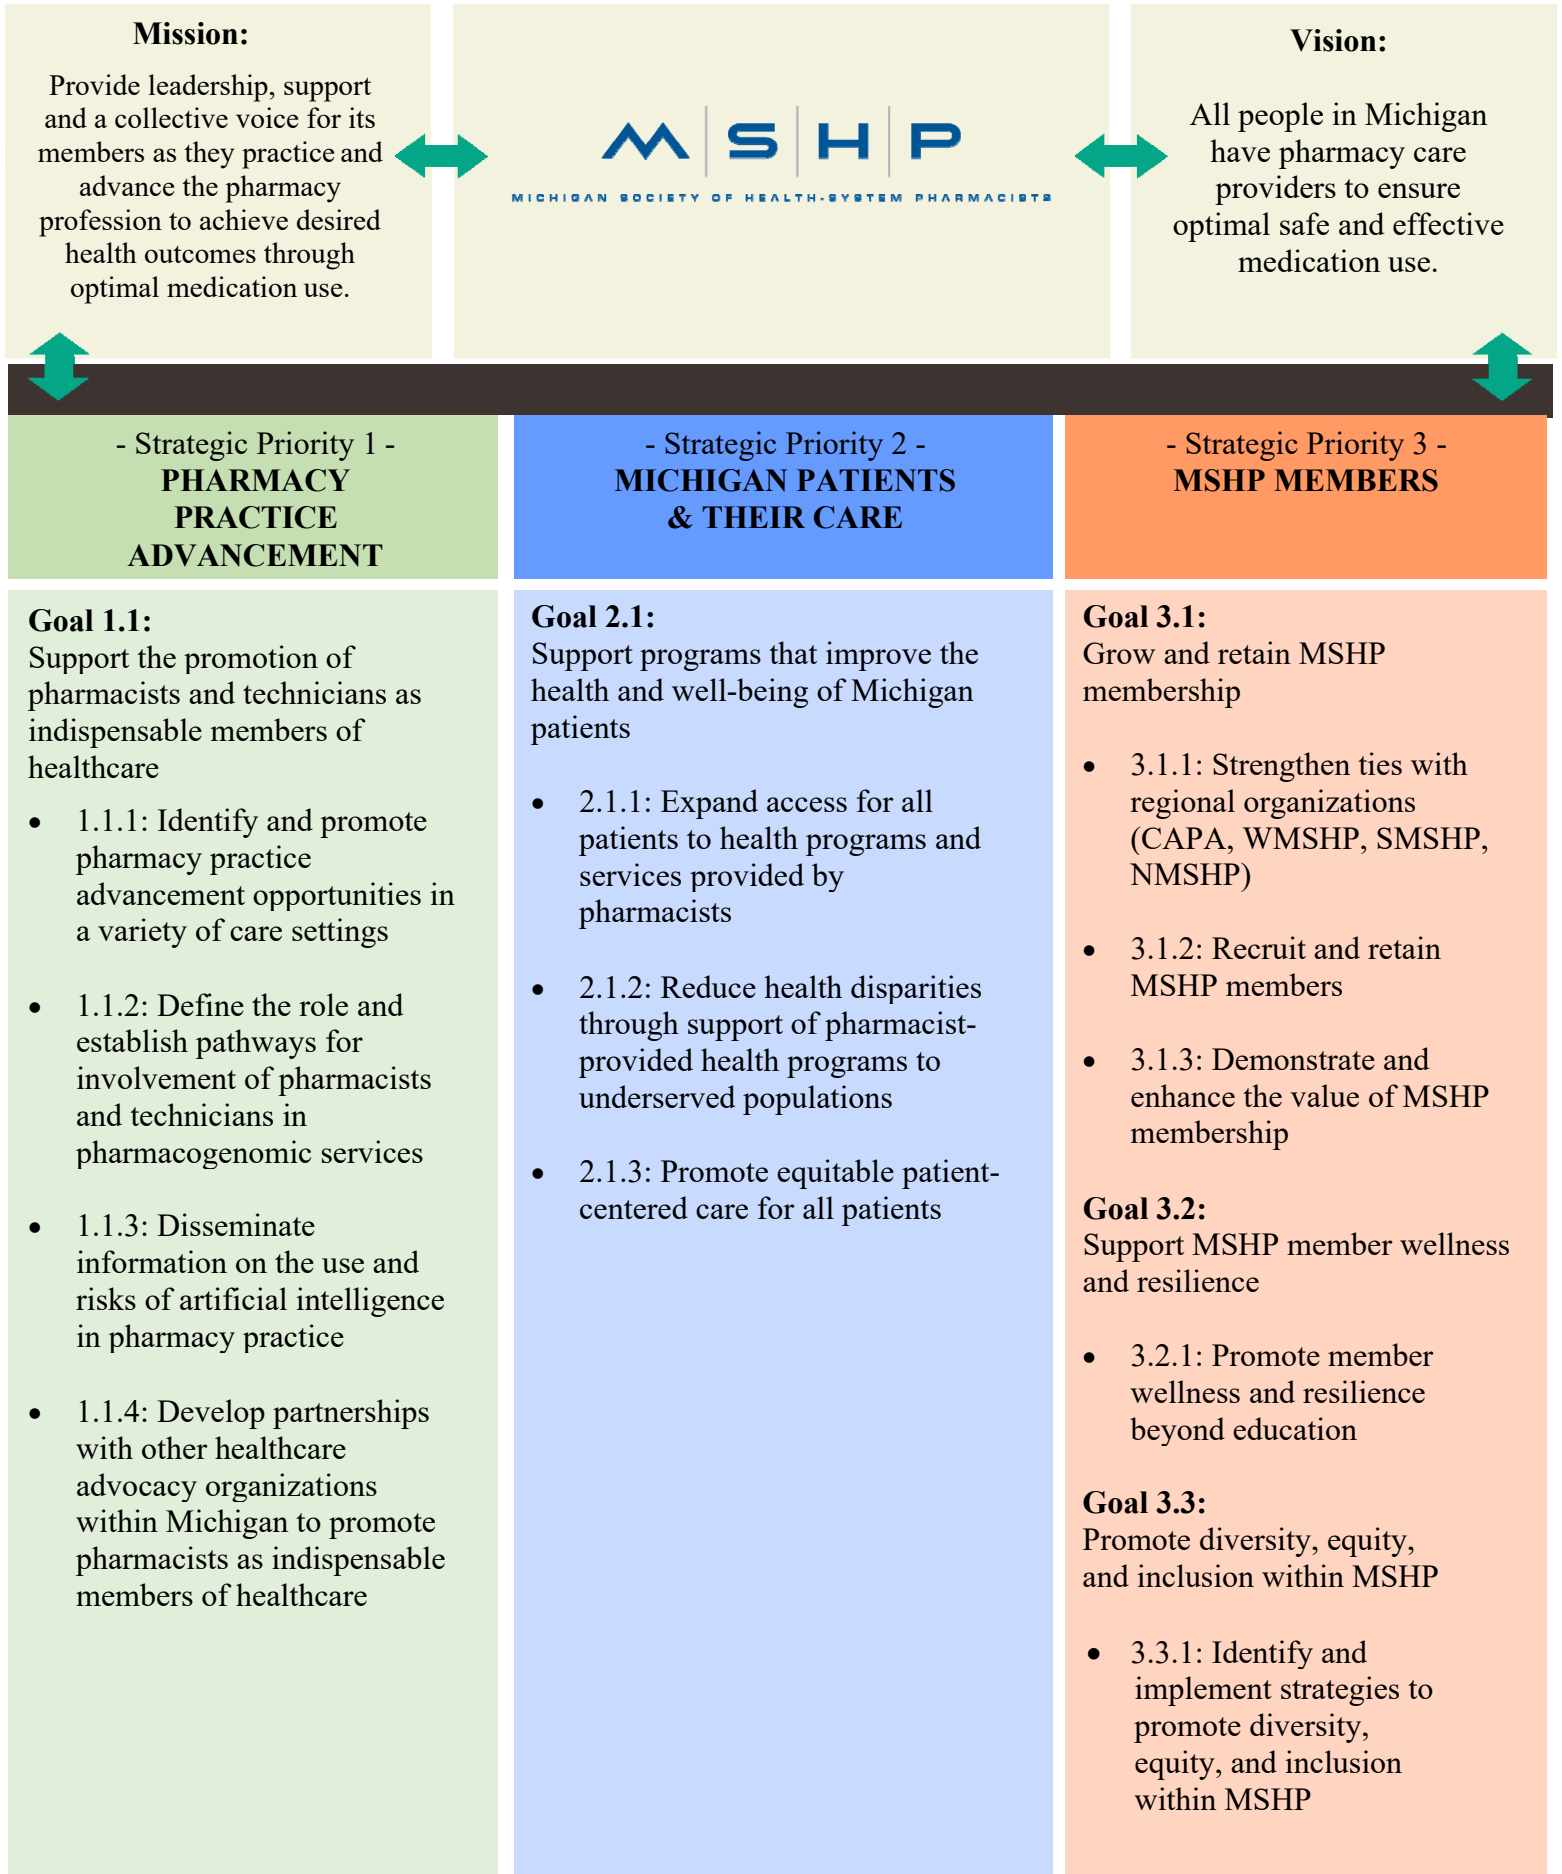 Mission:
Provide leadership, support
and a collective voice for its
members as they practice and
advance the pharmacy
profession to achieve desired
health outcomes through
optimal medication use.
MSHP
MICHIGAN SOCIETY OF HEALTH-SYSTEM PHARMACISTS
Vision:
All people in Michigan
have pharmacy care
providers to ensure
optimal safe and effective
medication use.
- Strategic Priority 1 -
PHARMACY
PRACTICE
ADVANCEMENT
Goal 1.1:
Support the promotion of
pharmacists and technicians as
indispensable members of
healthcare
• 1.1.1: Identify and promote
pharmacy practice
advancement opportunities in
a variety of care settings
• 1.1.2: Define the role and
establish pathways for
involvement of pharmacists
and technicians in
pharmacogenomic services
• 1.1.3: Disseminate
information on the use and
risks of artificial intelligence
in pharmacy practice
• 1.1.4: Develop partnerships
with other healthcare
advocacy organizations
within Michigan to promote
pharmacists as indispensable
members of healthcare
- Strategic Priority 2 -
MICHIGAN PATIENTS
& THEIR CARE
Goal 2.1:
Support programs that improve the
health and well-being of Michigan
patients
• 2.1.1: Expand access for all
patients to health programs and
services provided by
pharmacists
• 2.1.2: Reduce health disparities
through support of pharmacist-
provided health programs to
underserved populations
• 2.1.3: Promote equitable patient-
centered care for all patients
- Strategic Priority 3 -
MSHP MEMBERS
Goal 3.1:
Grow and retain MSHP
membership
• 3.1.1: Strengthen ties with
regional organizations
(CAPA, WMSHP, SMSHP,
NMSHP)
• 3.1.2: Recruit and retain
MSHP members
• 3.1.3: Demonstrate and
enhance the value of MSHP
membership
Goal 3.2:
Support MSHP member wellness
and resilience
• 3.2.1: Promote member
wellness and resilience
beyond education
Goal 3.3:
Promote diversity, equity,
and inclusion within MSHP
• 3.3.1: Identify and
implement strategies to
promote diversity,
equity, and inclusion
within MSHP